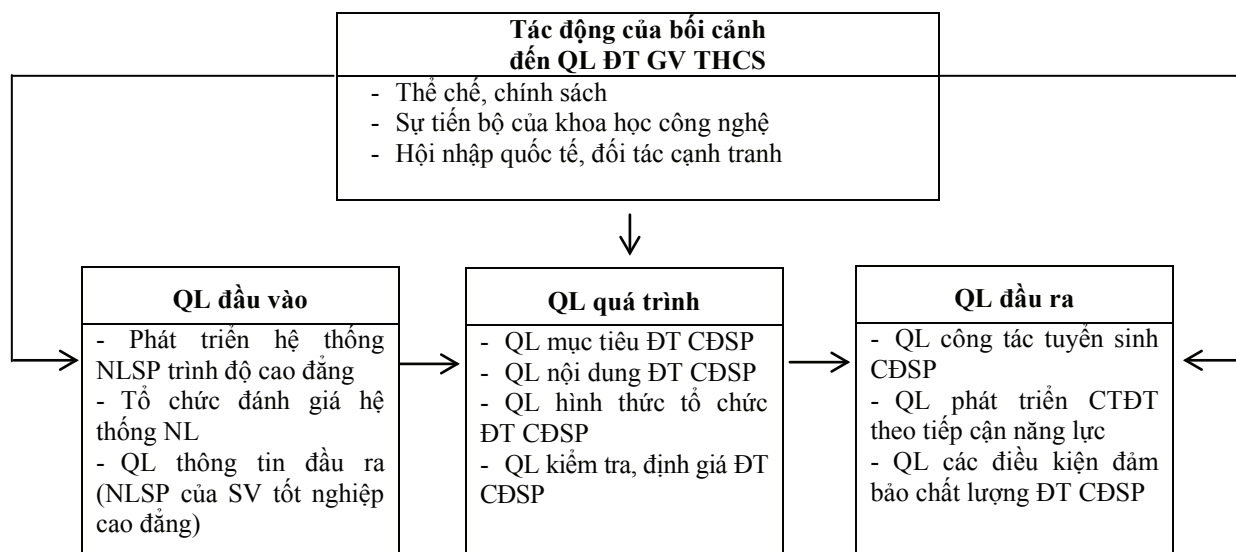 Tác động của bối cảnh
đến QL ĐT GV THCS
- Thể chế, chính sách
- Sự tiến bộ của khoa học công nghệ
- Hội nhập quốc tế, đối tác cạnh tranh
QL đầu vào
- Phát triển hệ thống
NLSP trình độ cao đẳng
- Tổ chức đánh giá hệ
thống NL
- QL thông tin đầu ra
(NLSP của SV tốt nghiệp
cao đẳng)
QL quá trình
- QL mục tiêu ĐT CĐSP
- QL nội dung ĐT CĐSP
- QL hình thức tổ chức
ĐT CĐSP
- QL kiểm tra, định giá ĐT
CĐSP
QL đầu ra
- QL công tác tuyển sinh
CĐSP
- QL phát triển CTĐT
theo tiếp cận năng lực
- QL các điều kiện đảm
bảo chất lượng ĐT CĐSP